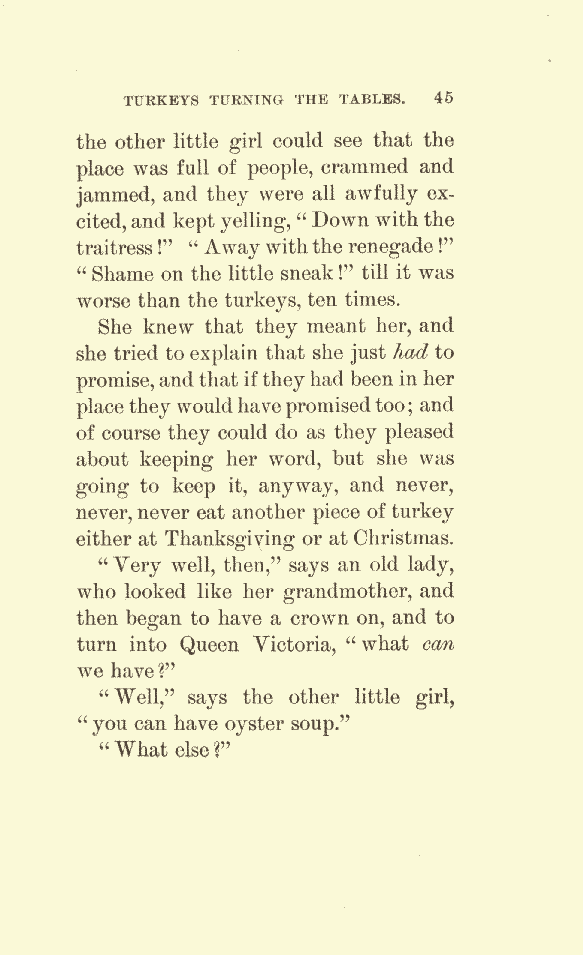 TURKEYS TURNING THE TABLES. 45
the other little girl could see that the
place was full of people, crammed and
jammed, and they were all awfully ex-
cited, and kept yelling, “Down with the
traitress!” “Away with the renegade!”
“Shame on the little sneak!” till it was
worse than the turkeys, ten times.
She knew that they meant her, and
she tried to explain that she just had to
promise, and that if they had been in her
place they would have promised too; and
of course they could do as they pleased
about keeping her word, but she was
going to keep it, anyway, and never,
never, never eat another piece of turkey
either at Thanksgiving or at Christmas.
“Very well, then,” says an old lady,
who looked like her grandmother, and
then began to have a crown on, and to
turn into Queen Victoria, “what can
we have?”
“Well,” says the other little girl,
“you can have oyster soup.”
“What else?”